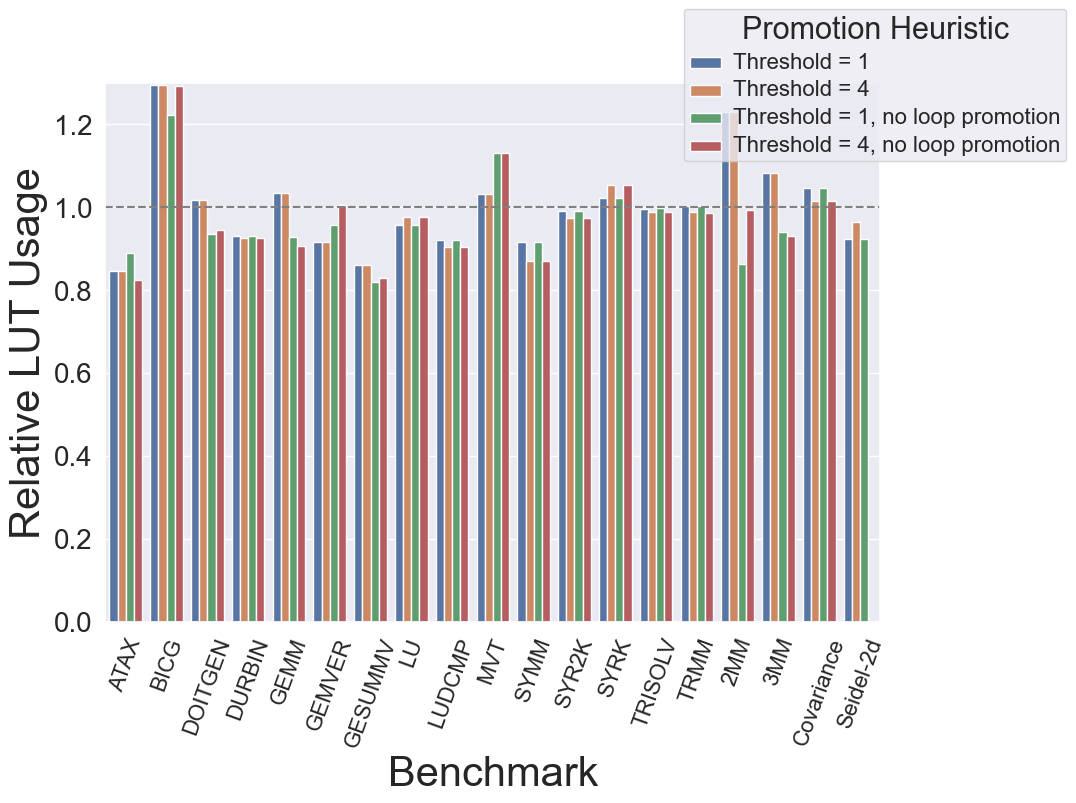 Promotion Heuristic
Threshold = 1
Threshold = 4
Threshold = 1, no loop promotion
Threshold = 4, no loop promotion
Relative LUT Usage
1.2
1.0
0.8
0.6
0.4
0.2
0.0
ATAX
BICG
DOITGEN
DURBIN
GEMM
GEMVER
GESUMMV
LU
LUDCMP
MVT
SYMM
SYR2K
SYRK
TRISOLV
TRMM
2MM
3MM
Covariance
Seidel-2d
Benchmark